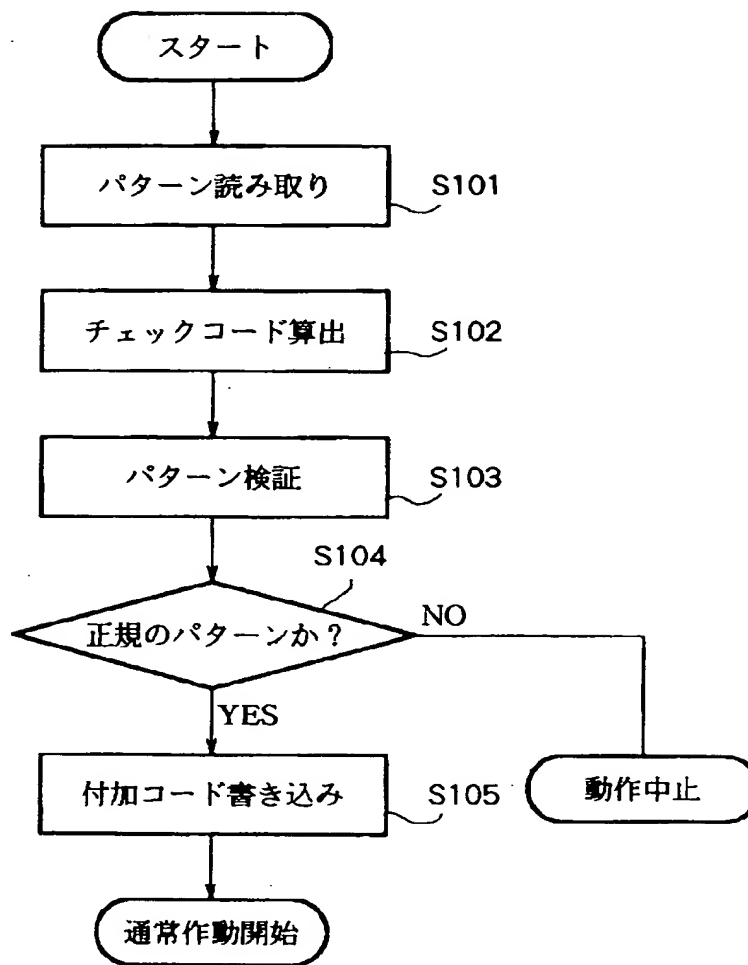 スタート
パターン読み取り
S101
チェックコード算出
S102
パターン検証
S103
S104
正規のパターンか?
NO
YES
付加コード書き込み
S105
動作中止
通常作動開始